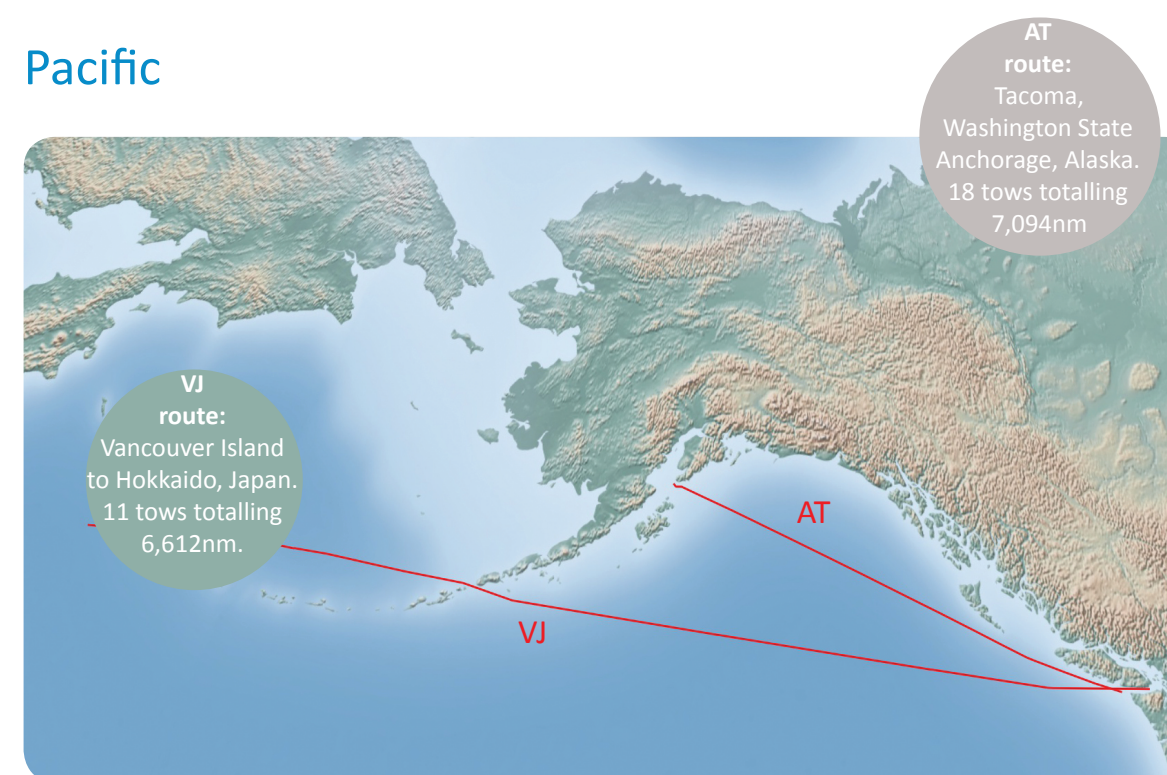 Pacific
AT
route:
Tacoma,
Washington State
Anchorage, Alaska.
18 tows totalling
7,094nm
VJ
route:
Vancouver Island
to Hokkaido, Japan.
11 tows totalling
6,612nm.
AT
VJ